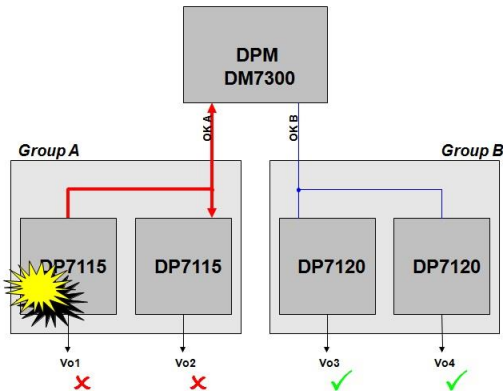 DPM
DM7300
OK A
OK B
Group A
Group B
DP7115
DP7115
DP7120
DP7120
Vo1
Vo2
Vo3
Vo4